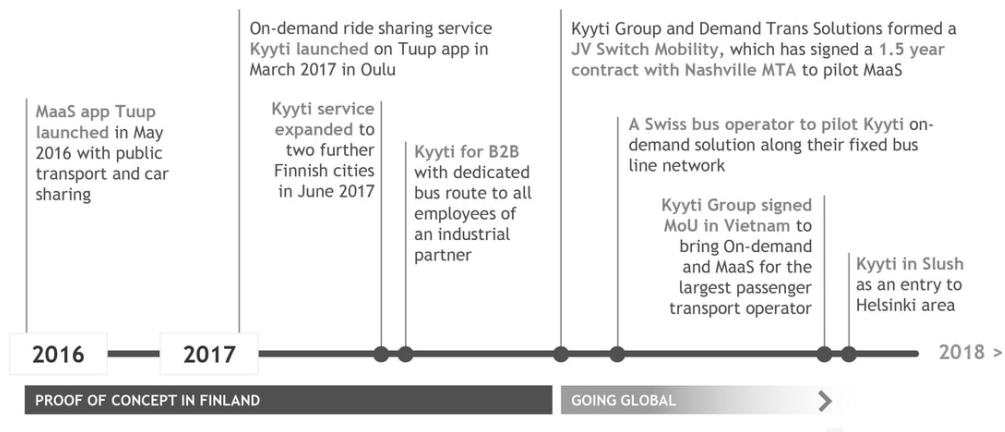 On-demand ride sharing service
Kyyti launched on Tuup app in
March 2017 in Oulu
Kyyti Group and Demand Trans Solutions formed a
JV Switch Mobility, which has signed a 1.5 year
contract with Nashville MTA to pilot MaaS
MaaS app Tuup
launched in May
2016 with public
transport and car
sharing
Kyyti service
expanded to
two further
Finnish cities
in June 2017
Kyyti for B2B
with dedicated
bus route to all
employees of
an industrial
partner
A Swiss bus operator to pilot Kyyti on-
demand solution along their fixed bus
line network
Kyyti Group signed
MoU in Vietnam to
bring On-demand
and MaaS for the
largest passenger
transport operator
Kyyti in Slush
as an entry to
Helsinki area
2016
2017
2018 >
PROOF OF CONCEPT IN FINLAND
GOING GLOBAL